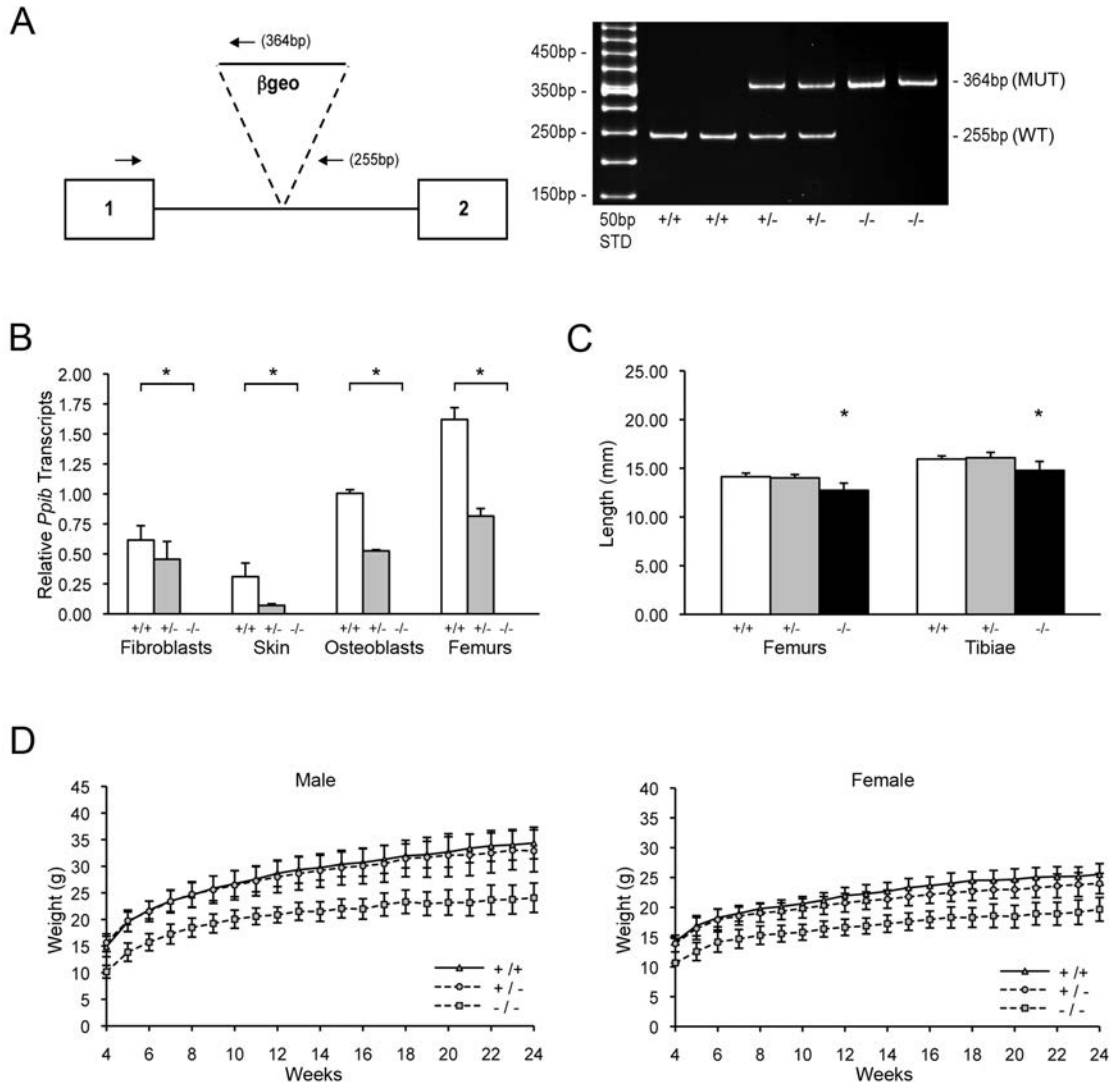 A
(364bp)
βgeo
(255bp)
1
2
450bp -
350bp -
250bp -
150bp -
- 364bp (MUT)
- 255bp (WT)
50bp STD
+/+ +/+ +/- +/- -/- -/-
B
Relative Ppib Transcripts
2.00
1.75
1.50
1.25
1.00
0.75
0.50
0.25
0.00
* * * *
+/+ +/- -/- +/+ +/- -/- +/+ +/- -/- +/+ +/- -/-
Fibroblasts Skin Osteoblasts Femurs
C
Length (mm)
25.00
20.00
15.00
10.00
5.00
0.00
* *
+/+ +/- -/- +/+ +/- -/-
Femurs Tibiae
D
Male
Weight (g)
45
40
35
30
25
20
15
10
5
0
+ / +
+ / -
- / -
4 6 8 10 12 14 16 18 20 22 24
Weeks
Female
Weight (g)
40
35
30
25
20
15
10
5
0
+ / +
+ / -
- / -
4 6 8 10 12 14 16 18 20 22 24
Weeks